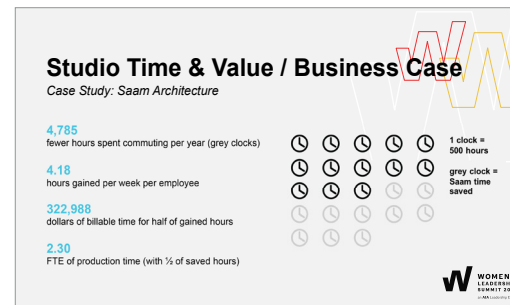 Studio Time & Value / Business Case
Case Study: Saam Architecture
4,785
fewer hours spent commuting per year (grey clocks)
4.18
hours gained per week per employee
322,988
dollars of billable time for half of gained hours
2.30
FTE of production time (with ½ of saved hours)
1 clock =
500 hours
grey clock =
Saam time
saved
WOMEN
LEADERSH
SUMMIT 20
an AIA Leadership